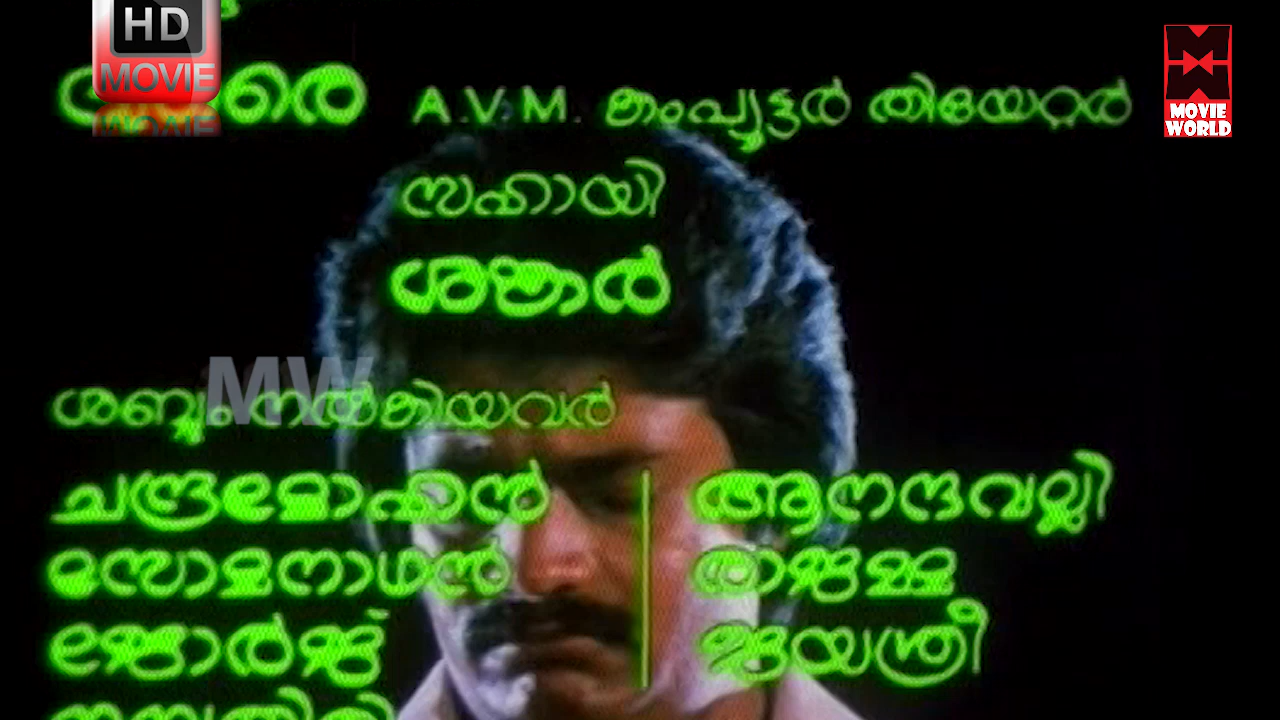 HD
MOVIE
MOVIE
WORLD
A.V.M. കംപ്യൂട്ടർ തിയേറ്റർ
സഹായി
ശങ്കർ
MW
ശബ്ദം നൽകിയവർ
ചന്ദ്രമോഹൻ
ആനന്ദവല്ലി
സോമനാഥൻ
രാജമ്മ
ജോർജ്
ജയശ്രീ